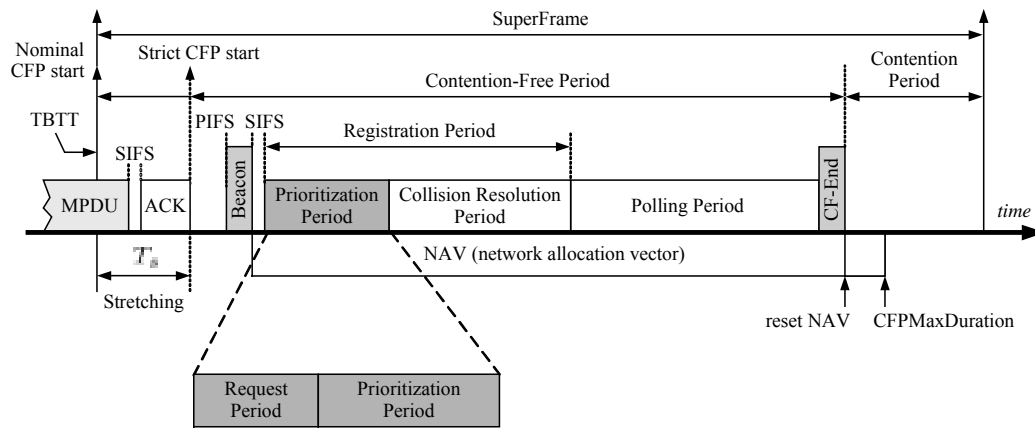 SuperFrame
Nominal
CFP start
Strict CFP start
Contention-Free Period
Contention
Period
TBTT
SIFS
PIFS
SIFS
Registration Period
MPDU
ACK
Beacon
Prioritization
Period
Collision Resolution
Period
Polling Period
CF-End
time
T_s
Stretching
NAV (network allocation vector)
reset NAV
CFPMaxDuration
Request
Period
Prioritization
Period